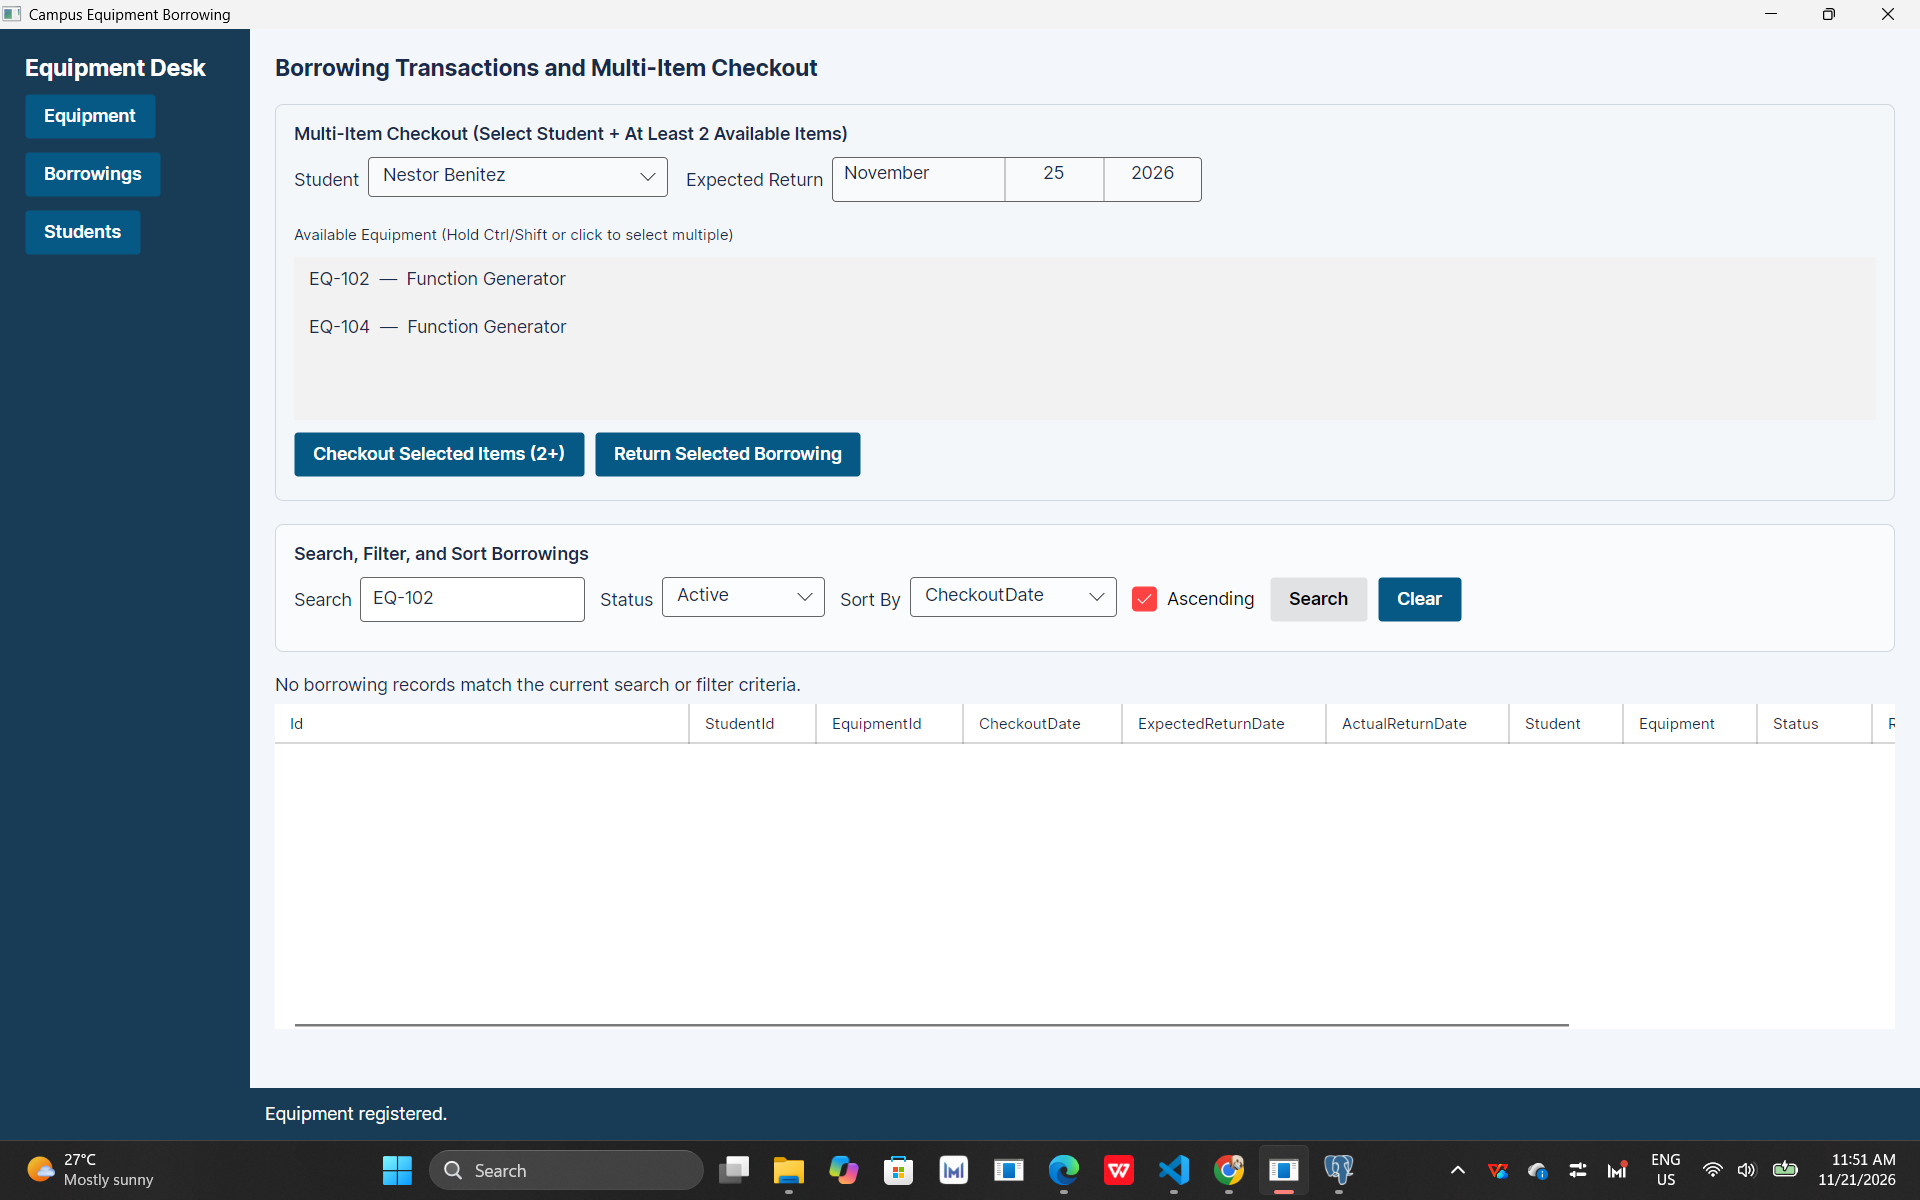 Campus Equipment Borrowing
Equipment Desk
Equipment
Borrowings
Students
Borrowing Transactions and Multi-Item Checkout
Multi-Item Checkout (Select Student + At Least 2 Available Items)
Student Nestor Benitez Expected Return November 25 2026
Available Equipment (Hold Ctrl/Shift or click to select multiple)
EQ-102 — Function Generator
EQ-104 — Function Generator
Checkout Selected Items (2+) Return Selected Borrowing
Search, Filter, and Sort Borrowings
Search EQ-102 Status Active Sort By CheckoutDate Ascending Search Clear
No borrowing records match the current search or filter criteria.
Id StudentId EquipmentId CheckoutDate ExpectedReturnDate ActualReturnDate Student Equipment Status
Equipment registered.
27°C
Mostly sunny
Search
ENG
US
11:51 AM
11/21/2026